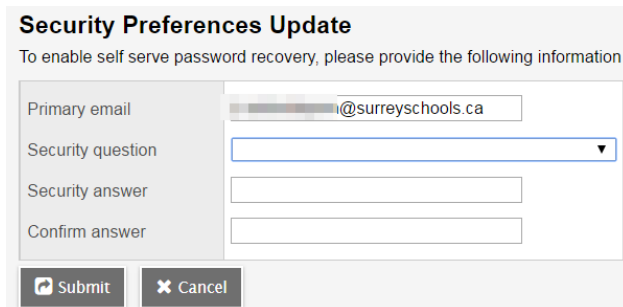 Security Preferences Update
To enable self serve password recovery, please provide the following information
Primary email @surreyschools.ca
Security question
Security answer
Confirm answer
Submit Cancel